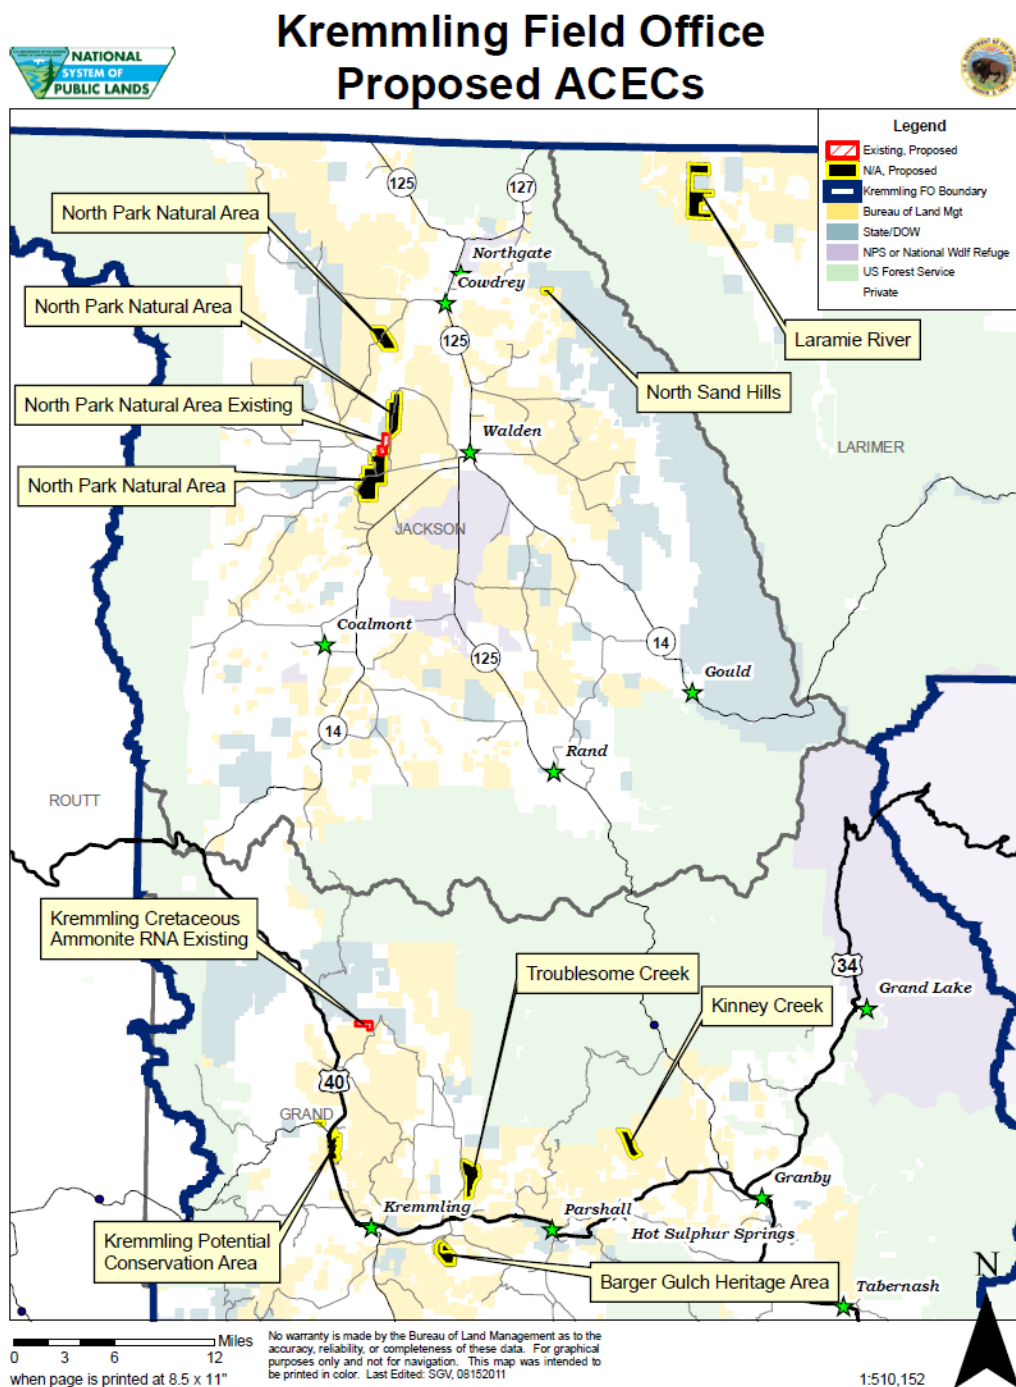 Kremmling Field Office
Proposed ACECs
NATIONAL
SYSTEM OF
PUBLIC LANDS
Legend
Existing, Proposed
N/A, Proposed
Kremmling FO Boundary
Bureau of Land Mgt
State/DOW
NPS or National Wdlf Refuge
US Forest Service
Private
125
127
North Park Natural Area
Northgate
Cowdrey
North Park Natural Area
125
Laramie River
North Sand Hills
North Park Natural Area Existing
Walden
LARIMER
North Park Natural Area
JACKSON
Coalmont
14
125
Gould
14
Rand
ROUTT
Kremmling Cretaceous
Ammonite RNA Existing
Troublesome Creek
34
Grand Lake
Kinney Creek
40
GRAND
Granby
Kremmling
Parshall
Hot Sulphur Springs
Kremmling Potential
Conservation Area
Barger Gulch Heritage Area
Tabernash
N
Miles
0 3 6 12
when page is printed at 8.5 x 11"
No warranty is made by the Bureau of Land Management as to the
accuracy, reliability, or completeness of these data. For graphical
purposes only and not for navigation. This map was intended to
be printed in color. Last Edited: SGV, 08152011
1:510,152